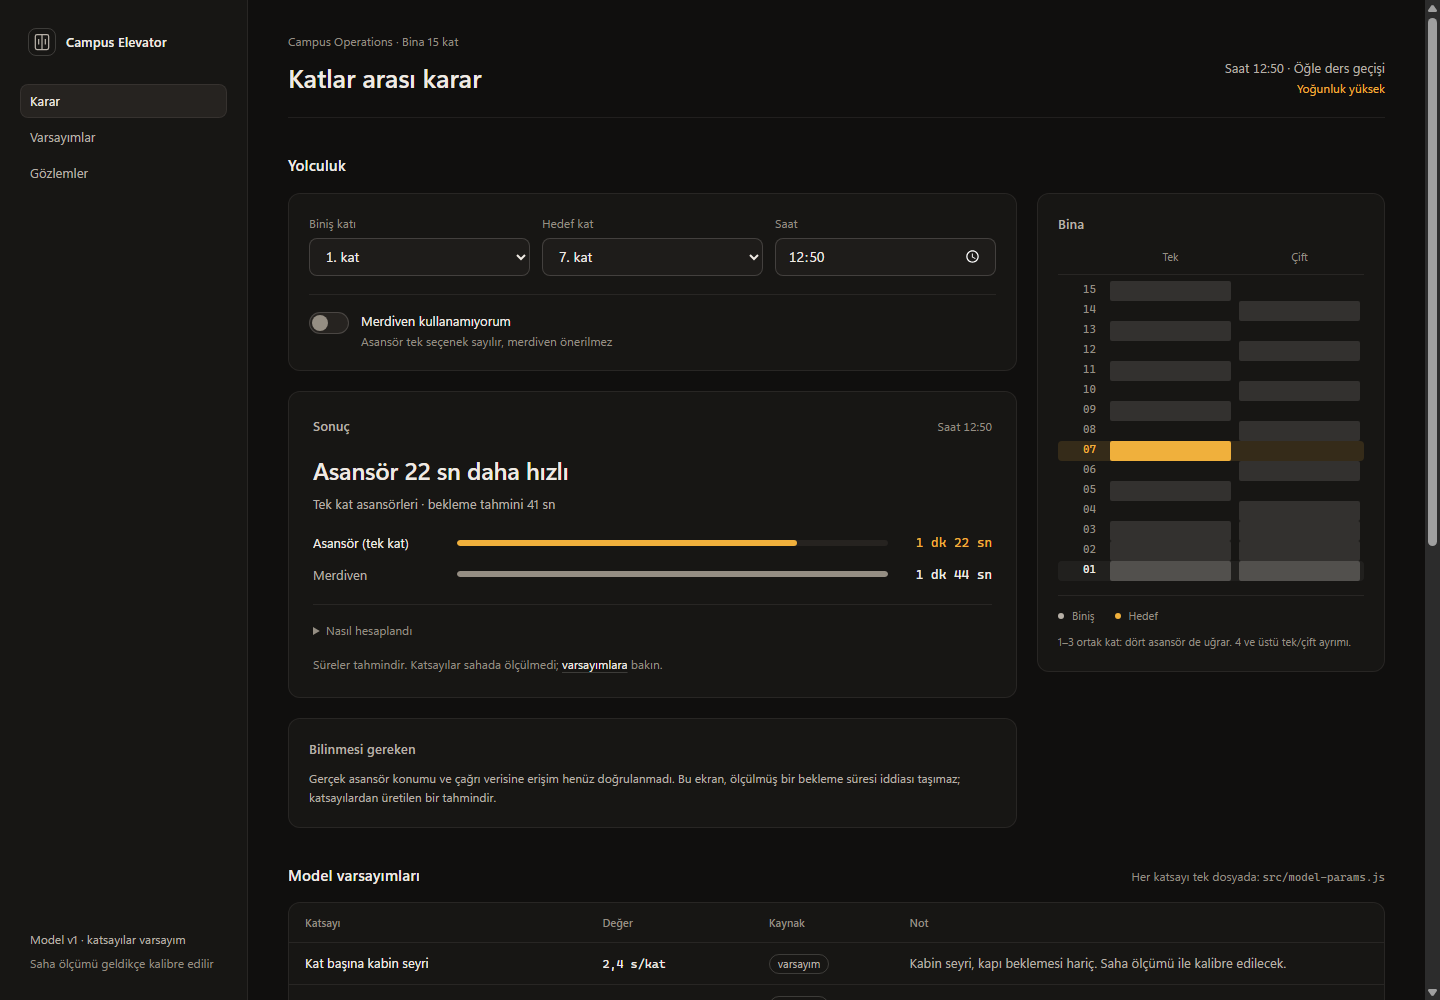 Campus Elevator
Karar
Varsayımlar
Gözlemler
Model v1 · katsayılar varsayım
Saha ölçümü geldikçe kalibre edilir
Campus Operations · Bina 15 kat
Katlar arası karar
Saat 12:50 · Öğle ders geçişi
Yoğunluk yüksek
Yolculuk
Biniş katı
Hedef kat
Saat
1. kat
7. kat
12:50
Merdiven kullanamıyorum
Asansör tek seçenek sayılır, merdiven önerilmez
Sonuç
Saat 12:50
Asansör 22 sn daha hızlı
Tek kat asansörleri · bekleme tahmini 41 sn
Asansör (tek kat)
1 dk 22 sn
Merdiven
1 dk 44 sn
Nasıl hesaplandı
Süreler tahmindir. Katsayılar sahada ölçülmedi; varsayımlara bakın.
Bilinmesi gereken
Gerçek asansör konumu ve çağrı verisine erişim henüz doğrulanmadı. Bu ekran, ölçülmüş bir bekleme süresi iddiası taşımaz;
katsayılardan üretilen bir tahmindir.
Bina
Tek
Çift
15
14
13
12
11
10
09
08
07
06
05
04
03
02
01
Biniş
Hedef
1–3 ortak kat: dört asansör de uğrar. 4 ve üstü tek/çift ayrımı.
Model varsayımları
Her katsayı tek dosyada: src/model-params.js
Katsayı
Değer
Kaynak
Not
Kat başına kabin seyri
2,4 s/kat
varsayım
Kabin seyri, kapı beklemesi hariç. Saha ölçümü ile kalibre edilecek.